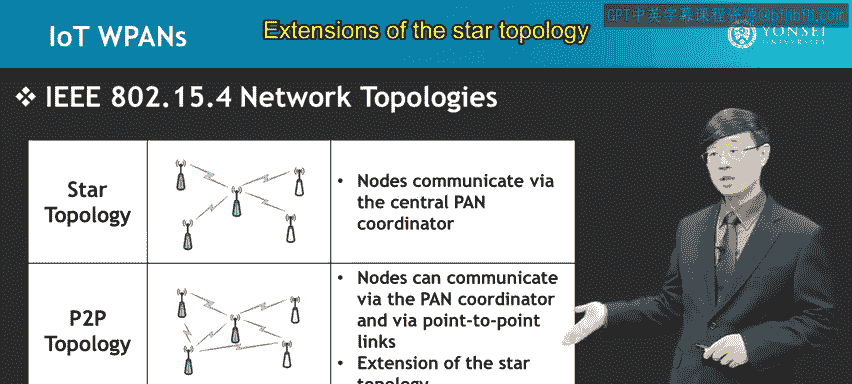 IoT WPANs
Extensions of the star topology
YONSEI
UNIVERSITY
❖ IEEE 802.15.4 Network Topologies
Star
Topology
• Nodes communicate via
the central PAN
coordinator
P2P
Topology
• Nodes can communicate
via the PAN coordinator
and via point-to-point
links
• Extension of the star
topology